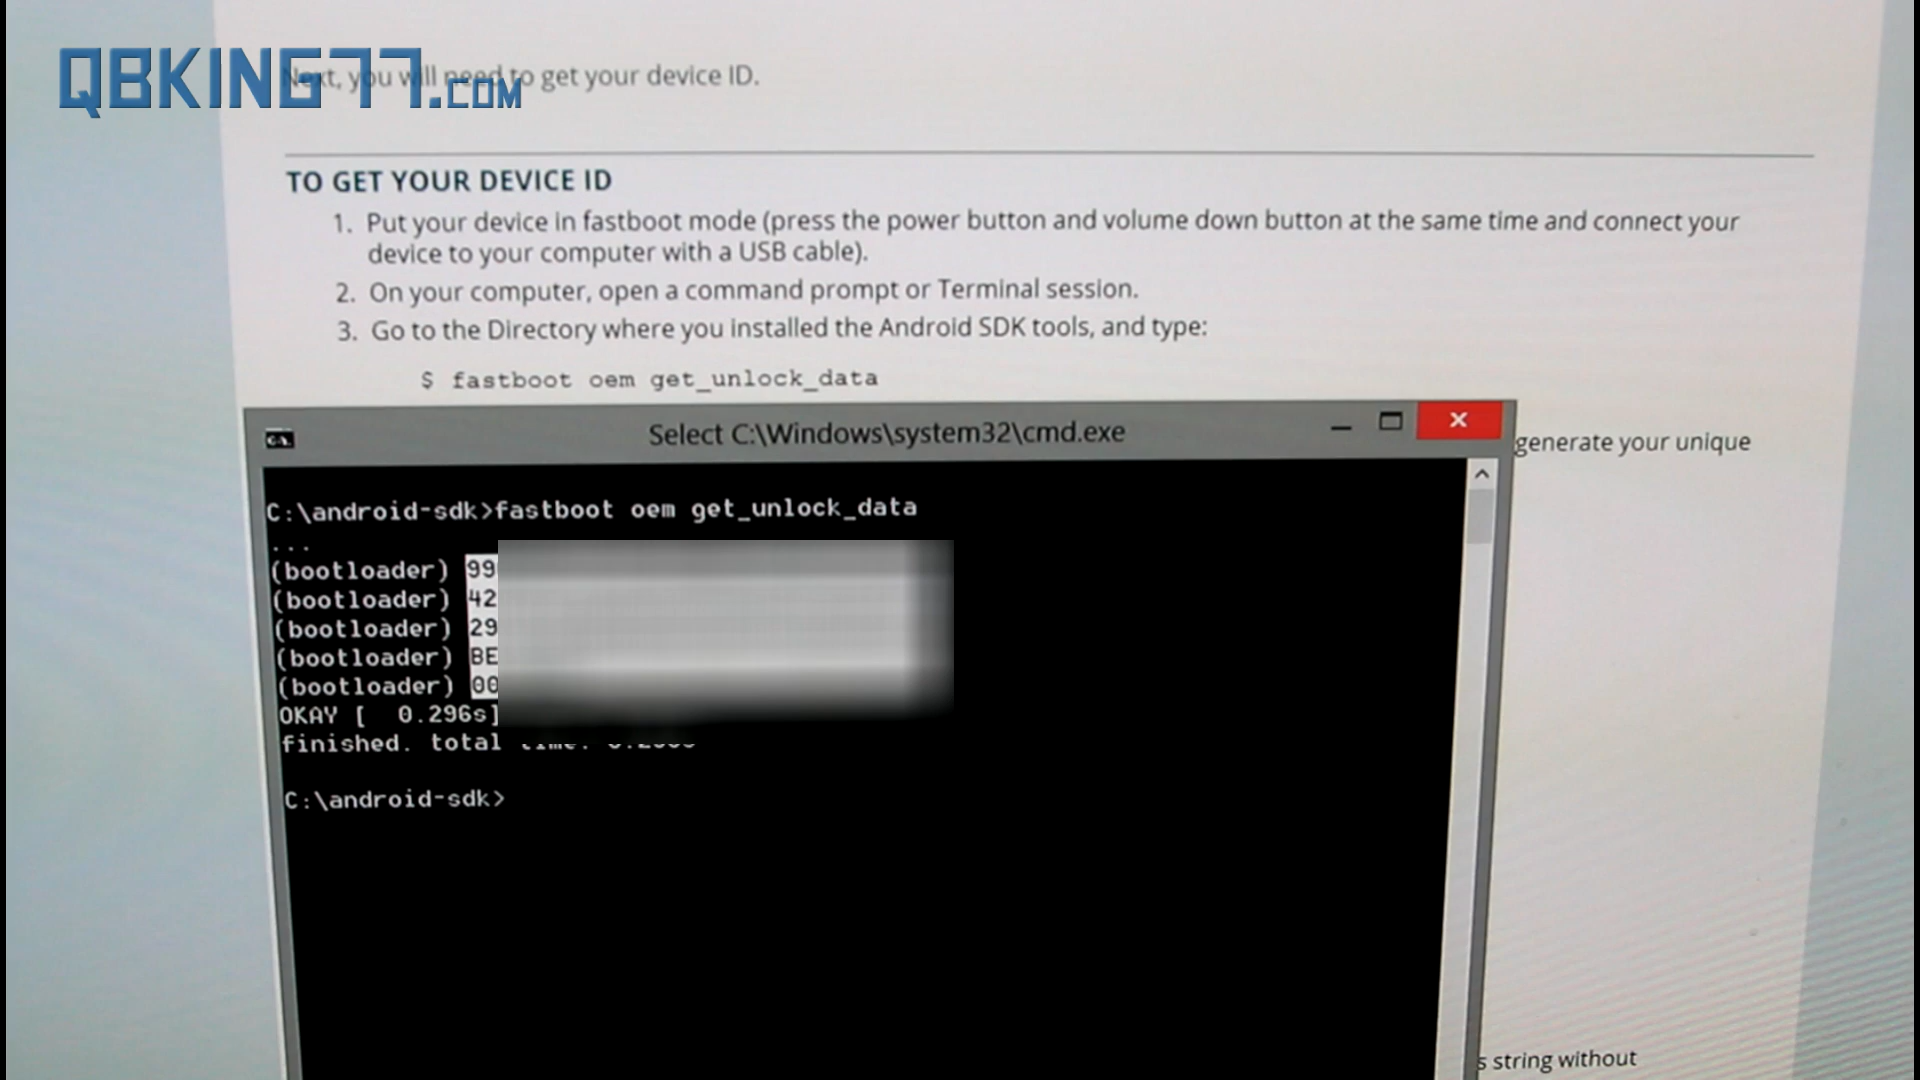 QBKING77.COM
Next, you will need to get your device ID.
TO GET YOUR DEVICE ID
1. Put your device in fastboot mode (press the power button and volume down button at the same time and connect your
device to your computer with a USB cable).
2. On your computer, open a command prompt or Terminal session.
3. Go to the Directory where you installed the Android SDK tools, and type:
$ fastboot oem get_unlock_data
Select C:\Windows\system32\cmd.exe
generate your unique
C:\android-sdk>fastboot oem get_unlock_data
...
(bootloader) 99
(bootloader) 42
(bootloader) 29
(bootloader) BE
(bootloader) 00
OKAY [  0.296s]
finished. total
C:\android-sdk>
s string without